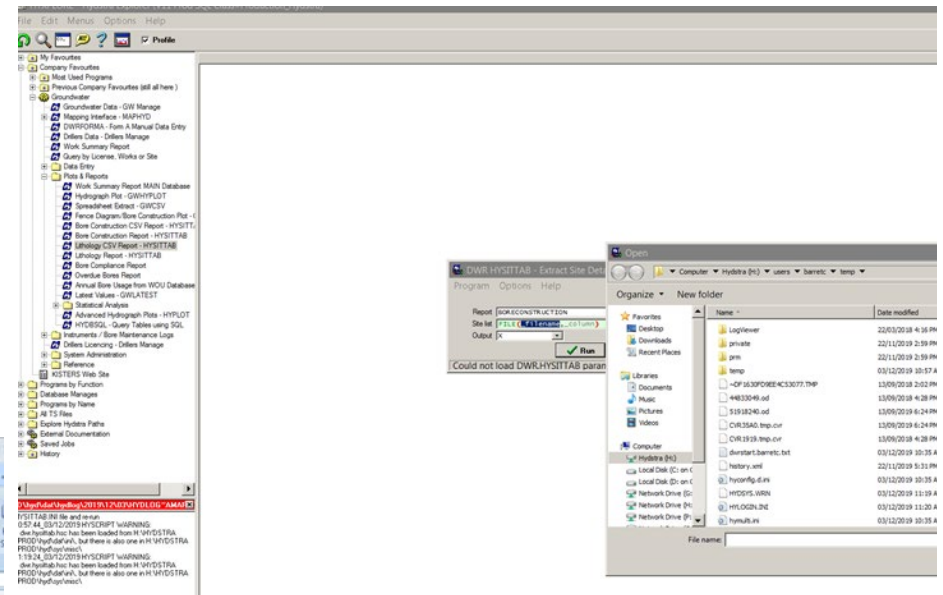 File Edit Menus Options Help
Profile
My Favourites
Company Favourites
Most Used Programs
Previous Company Favourites (still all here )
Groundwater
Groundwater Data - GW Manage
Mapping Interface - MAPHYD
DWRFORMA - Form A Manual Data Entry
Drillers Data - Drillers Manage
Work Summary Report
Query by License, Works or Site
Data Entry
Plots & Reports
Work Summary Report MAIN Database
Hydrograph Plot - GWHYPLOT
Spreadsheet Extract - GWCSV
Fence Diagram/Bore Construction Plot - (
Bore Construction CSV Report - HYSITT
Bore Construction Report - HYSITTAB
Lithology CSV Report - HYSITTAB
Lithology Report - HYSITTAB
Bore Compliance Report
Overdue Bores Report
Annual Bore Usage from WOU Database
Latest Values - GWLATEST
Statistical Analysis
Advanced Hydrograph Plots - HYPLOT
HYDBSQL - Query Tables using SQL
Instruments / Bore Maintenance Logs
Drillers Licencing - Drillers Manage
System Administration
Reference
KISTERS Web Site
Programs by Function
Database Manages
Programs by Name
All TS Files
Explore Hydstra Paths
External Documentation
Saved Jobs
History
HYSITTAB.INI file and re-run
0:57:44_03/12/2019 HYSCRIPT \WARNING:
dwr.hysittab.hsc has been loaded from H:\HYDSTRA
PROD\hyd\dat\ini\, but there is also one in H:\HYDSTRA
PROD\hyd\sys\misc\
1:19:24_03/12/2019 HYSCRIPT \WARNING:
dwr.hysittab.hsc has been loaded from H:\HYDSTRA
PROD\hyd\dat\ini\, but there is also one in H:\HYDSTRA
PROD\hyd\sys\misc\
DWR HYSITTAB - Extract Site Det
Program Options Help
Report BORECONSTRUCTION
Site list FILE(_filename,_column)
Output X
Run
Could not load DWR.HYSITTAB param
Open
Computer Hydstra (H:) users barretc temp
Organize New folder
Favorites
Desktop
Downloads
Recent Places
Libraries
Documents
Music
Pictures
Videos
Computer
Hydstra (H:)
Local Disk (C: on
Local Disk (D: on
Network Drive (G:
Network Drive (H:
Network Drive (P:
Name Date modified
LogViewer 22/03/2018 4:16 PM
private 22/11/2019 2:59 PM
prm 22/11/2019 2:59 PM
temp 03/12/2019 10:57 A
~DF1630FD9EE4C53077.TMP 13/09/2018 2:02 PM
44833049.od 13/09/2018 4:28 PM
51918240.od 13/09/2019 6:24 PM
CVR35A0.tmp.cvr 13/09/2019 6:24 PM
CVR1919.tmp.cvr 13/09/2018 4:28 PM
dwrstart.barretc.txt 03/12/2019 10:35 A
history.xml 22/11/2019 5:31 PM
hyconfig.d.ini 03/12/2019 10:35 A
HYDSYS.WRN 03/12/2019 11:19 A
HYLOGIN.INI 03/12/2019 11:20 A
hymulti.ini 03/12/2019 10:35 A
File name: